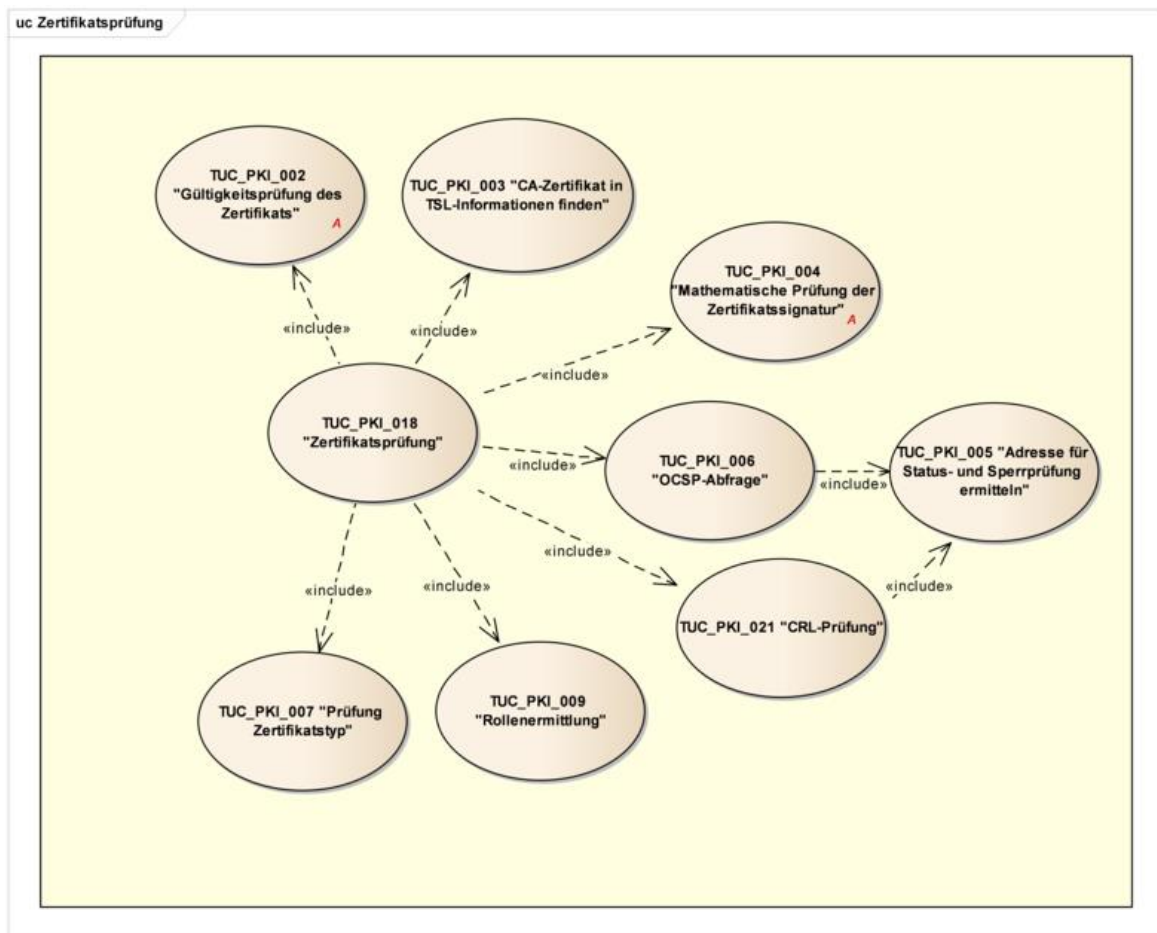 uc Zertifikatsprüfung
TUC_PKI_002
"Gültigkeitsprüfung des
Zertifikats"
A
TUC_PKI_003 "CA-Zertifikat in
TSL-Informationen finden"
TUC_PKI_004
"Mathematische Prüfung der
Zertifikatssignatur"
A
«include»
«include»
«include»
TUC_PKI_018
"Zertifikatsprüfung"
TUC_PKI_006
"OCSP-Abfrage"
TUC_PKI_005 "Adresse für
Status- und Sperrprüfung
ermitteln"
«include»
«include»
«include»
«include»
«include»
«include»
TUC_PKI_021 "CRL-Prüfung"
TUC_PKI_007 "Prüfung
Zertifikatstyp"
TUC_PKI_009
"Rollenermittlung"